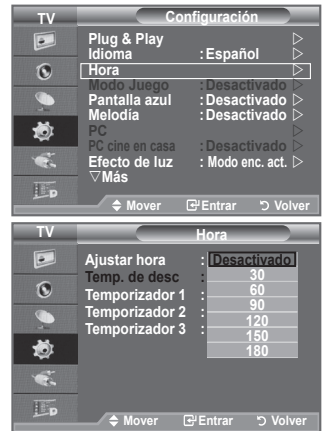 TV Configuración
Plug & Play
Idioma : Español
Hora
Modo Juego : Desactivado
Pantalla azul : Desactivado
Melodía : Desactivado
PC
PC cine en casa : Desactivado
Efecto de luz : Modo enc. act.
▽Más
Mover Entrar Volver
TV Hora
Ajustar hora : Desactivado
Temp. de desc : 30
Temporizador 1 : 60
Temporizador 2 : 90
Temporizador 3 : 120
150
180
Mover Entrar Volver